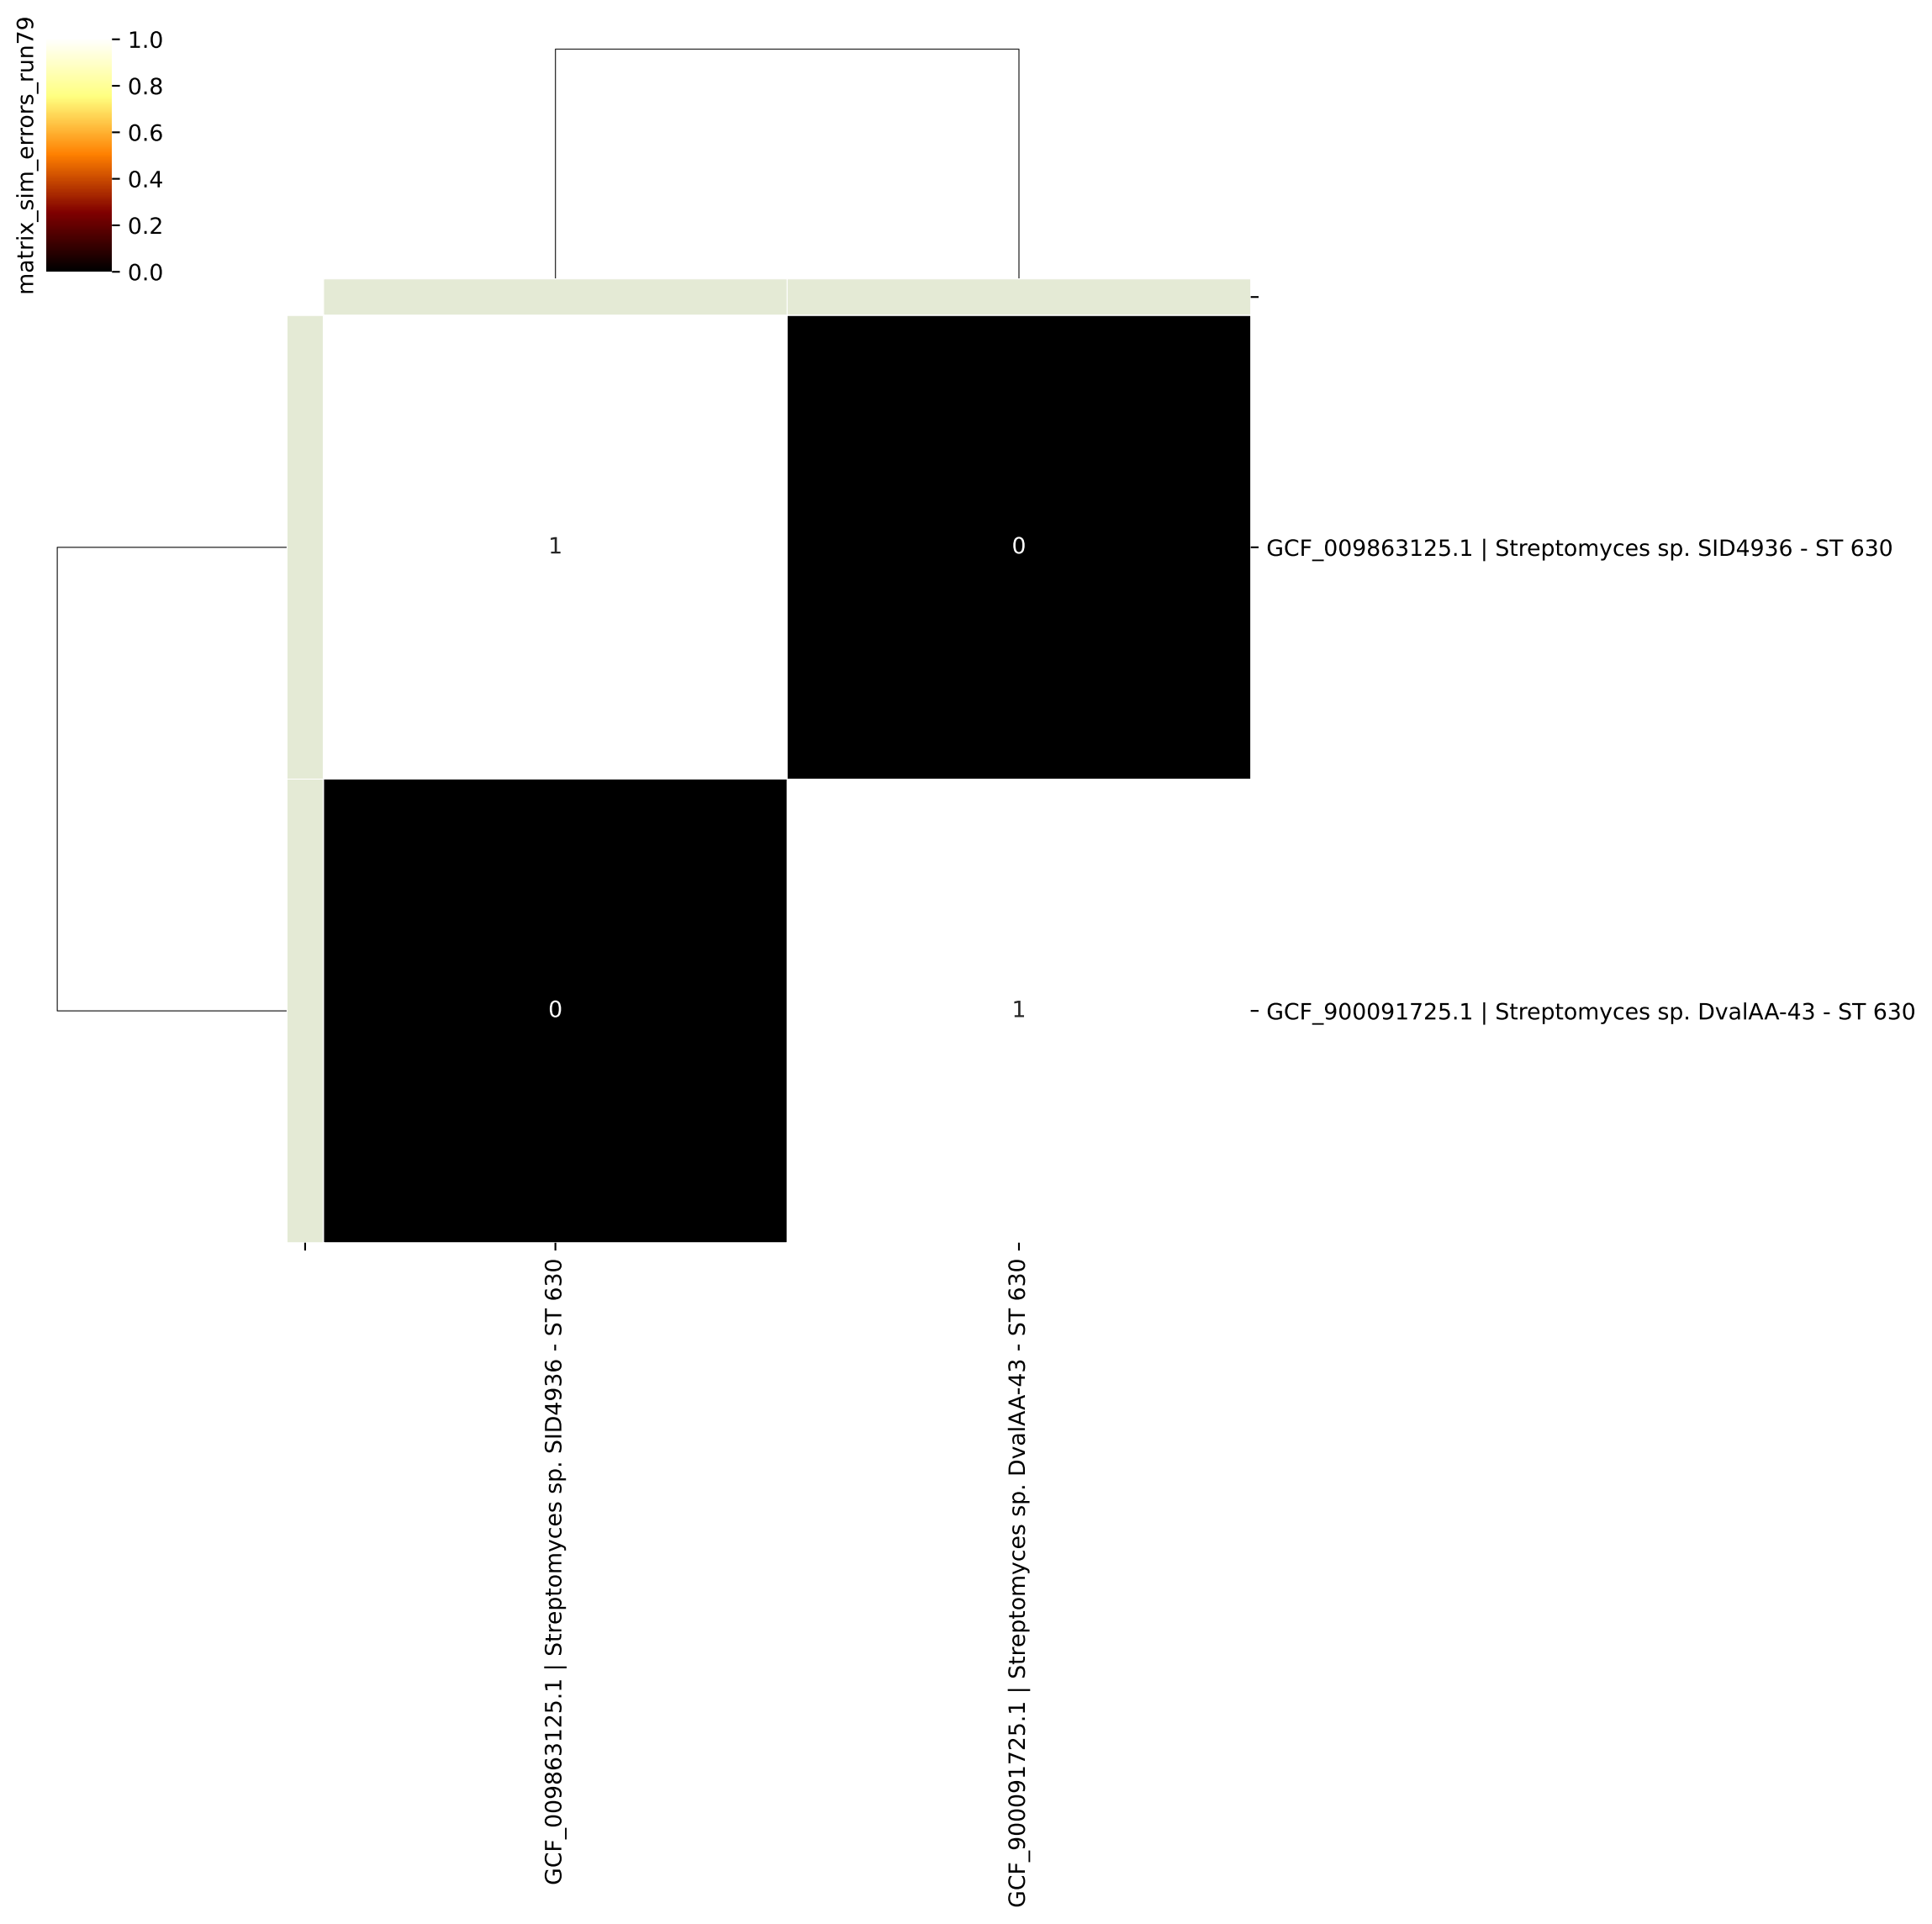 matrix_sim_errors_run79
1.0
0.8
0.6
0.4
0.2
0.0
1
0
GCF_009863125.1 | Streptomyces sp. SID4936 - ST 630
0
1
GCF_900091725.1 | Streptomyces sp. DvalAA-43 - ST 630
GCF_009863125.1 | Streptomyces sp. SID4936 - ST 630
GCF_900091725.1 | Streptomyces sp. DvalAA-43 - ST 630